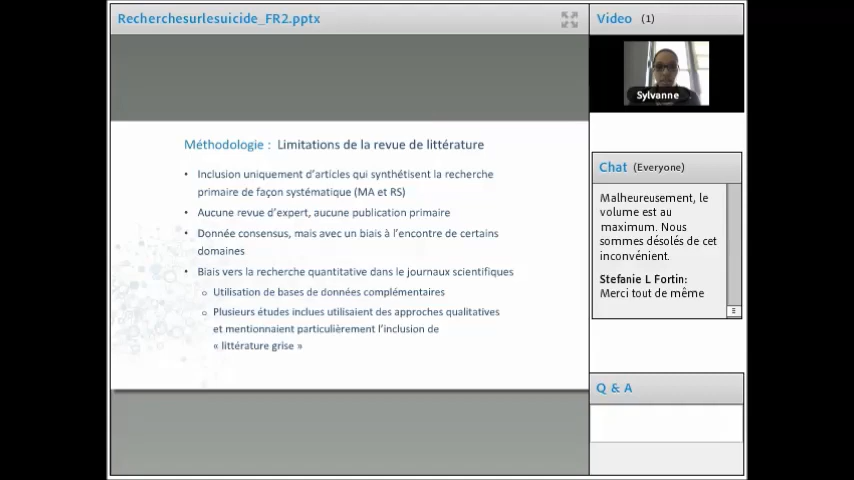 Recherchesurlesuicide_FR2.pptx
Méthodologie : Limitations de la revue de littérature
• Inclusion uniquement d'articles qui synthétisent la recherche
primaire de façon systématique (MA et RS)
• Aucune revue d'expert, aucune publication primaire
• Donnée consensus, mais avec un biais à l'encontre de certains
domaines
• Biais vers la recherche quantitative dans le journaux scientifiques
o Utilisation de bases de données complémentaires
o Plusieurs études inclues utilisaient des approches qualitatives
et mentionnaient particulièrement l'inclusion de
« littérature grise »
Video (1)
Sylvanne
Chat (Everyone)
Malheureusement, le
volume est au
maximum. Nous
sommes désolés de cet
inconvénient.
Stefanie L Fortin:
Merci tout de même
Q & A